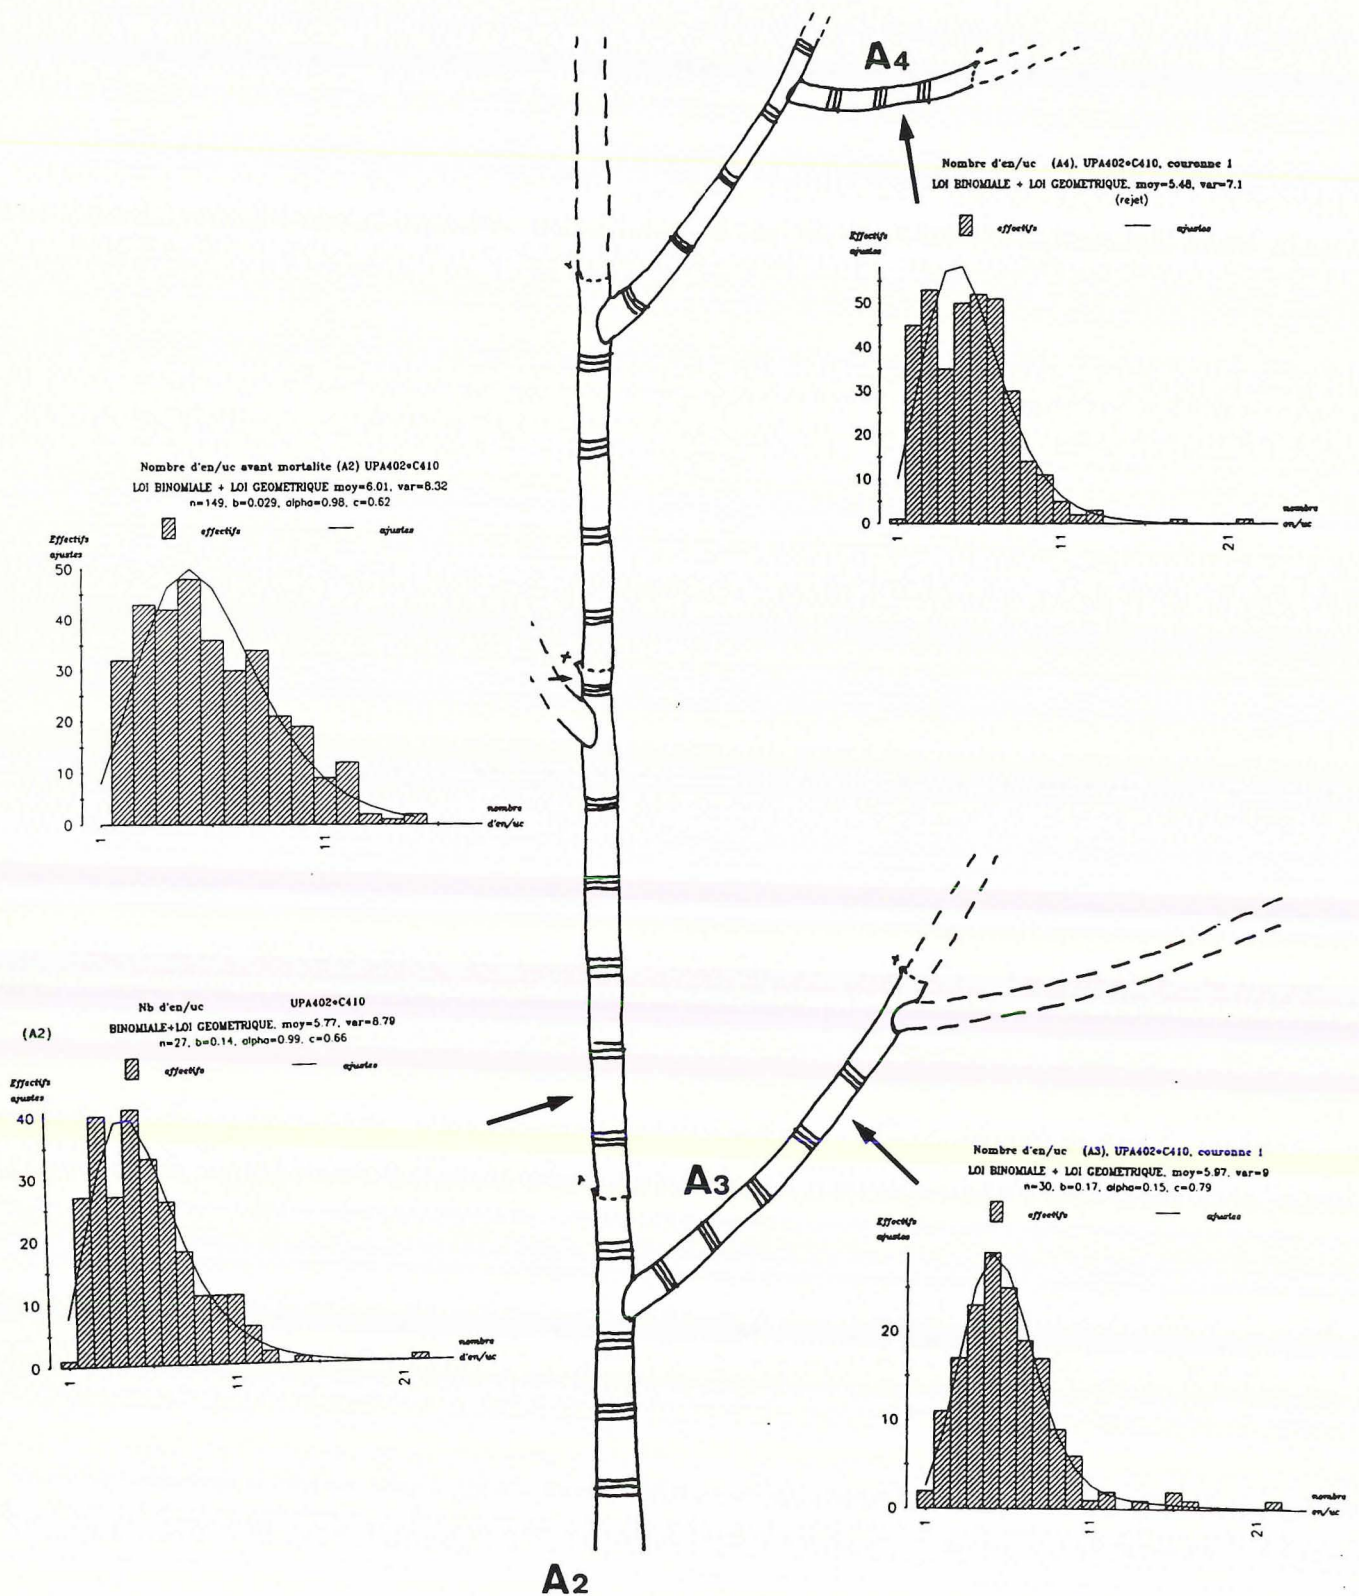 A4
Nombre d'en/uc (A4), UPA402*C410, couronne 1
LOI BINOMIALE + LOI GEOMETRIQUE, moy=5.48, var=7.1
(rejet)
effectifs ajustes
Effectifs
ajustes
50
40
30
20
10
0
1
11
21
nombre
en/uc
Nombre d'en/uc avant mortalite (A2) UPA402*C410
LOI BINOMIALE + LOI GEOMETRIQUE moy=6.01, var=8.32
n=149, b=0.029, alpha=0.98, c=0.62
effectifs ajustes
Effectifs
ajustes
50
40
30
20
10
0
1
11
nombre
d'en/uc
Nb d'en/uc UPA402*C410
(A2)
BINOMIALE+LOI GEOMETRIQUE, moy=5.77, var=8.79
n=27, b=0.14, alpha=0.99, c=0.66
effectifs ajustes
Effectifs
ajustes
40
30
20
10
0
1
11
21
nombre
d'en/uc
A3
Nombre d'en/uc (A3), UPA402*C410, couronne 1
LOI BINOMIALE + LOI GEOMETRIQUE, moy=5.97, var=9
n=30, b=0.17, alpha=0.15, c=0.79
effectifs ajustes
Effectifs
ajustes
20
10
0
1
11
21
nombre
en/uc
A2